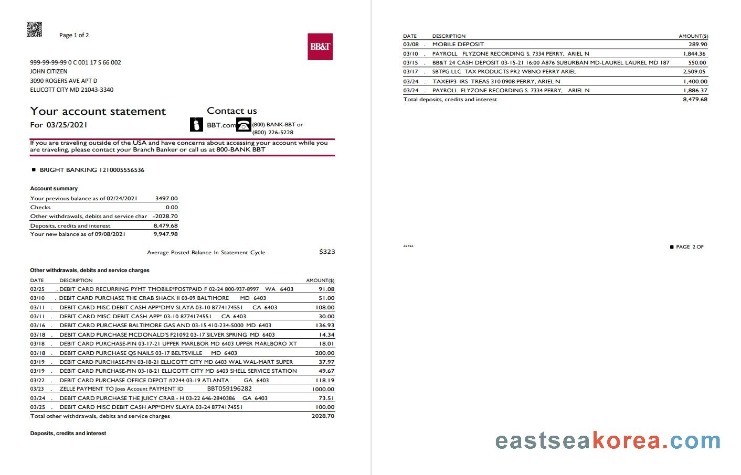 Page 1 of 2
BB&T
999-99-99-99 0 C 001 17 S 66 002
JOHN CITIZEN
3090 ROGERS AVE APT D
ELLICOTT CITY MD 21043-3340
Your account statement
For 03/25/2021
Contact us
BBT.com
(800) BANK-BBT or
(800) 226-5228
If you are traveling outside of the USA and have concerns about accessing your account while you
are traveling, please contact your Branch Banker or call us at 800-BANK BBT
■ BRIGHT BANKING 1210005556536
Account summary
Your previous balance as of 02/24/2021 3497.00
Checks 0.00
Other withdrawals, debits and service char -2028.70
Deposits, credits and interest 8,479.68
Your new balance as of 09/08/2021 9,947.98
Average Posted Balance In Statement Cycle $323
Other withdrawals, debits and service charges
DATE DESCRIPTION AMOUNT($)
02/25 . DEBIT CARD RECURRING PYMT TMOBILE*POSTPAID F 02-24 800-937-8997 WA 6403 91.08
03/10 . DEBIT CARD PURCHASE THE CRAB SHACK II 03-09 BALTIMORE MD 6403 51.00
03/11 . DEBIT CARD MISC DEBIT CASH APP*OMV SLAYA 03-10 8774174551 CA 6403 108.00
03/11 . DEBIT CARD MISC DEBIT CASH APP* 03-10 8774174551 CA 6403 30.00
03/16 . DEBIT CARD PURCHASE BALTIMORE GAS AND 03-15 410-234-5000 MD 6403 136.93
03/18 . DEBIT CARD PURCHASE MCDONALD'S F21092 03-17 SILVER SPRING MD 6403 14.34
03/18 . DEBIT CARD PURCHASE-PIN 03-17-21 UPPER MARLBOR MD 6403 UPPER MARLBORO XT 18.01
03/18 . DEBIT CARD PURCHASE QS NAILS 03-17 BELTSVILLE MD 6403 200.00
03/19 . DEBIT CARD PURCHASE-PIN 03-18-21 ELLICOTT CITY MD 6403 WAL WAL-MART SUPER 37.97
03/19 . DEBIT CARD PURCHASE-PIN 03-18-21 ELLICOTT CITY MD 6403 SHELL SERVICE STATION 49.67
03/22 . DEBIT CARD PURCHASE OFFICE DEPOT #2244 03-19 ATLANTA GA 6403 118.19
03/23 . ZELLE PAYMENT TO Joss Account PAYMENT ID BBT059196282 1000.00
03/24 . DEBIT CARD PURCHASE THE JUICY CRAB - H 03-22 646-2840386 GA 6403 73.51
03/25 . DEBIT CARD MISC DEBIT CASH APP*OMV SLAYA 03-24 8774174551 100.00
Total other withdrawals, debits and service charges 2028.70
Deposits, credits and interest
DATE DESCRIPTION AMOUNT($)
03/08 . MOBILE DEPOSIT 289.90
03/10 . PAYROLL FLYZONE RECORDING S. 7534 PERRY, ARIEL N 1,844.36
03/15 . BB&T 24 CASH DEPOSIT 03-15-21 16:00 A876 SUBURBAN MD-LAUREL LAUREL MD 187 550.00
03/17 . SBTPG LLC TAX PRODUCTS PR2 WBNO PERRY ARIEL 2,509.05
03/24 . TAXEIP3 IRS TREAS 310 0908 PERRY, ARIEL N 1,400.00
03/24 . PAYROLL FLYZONE RECORDING S. 7534 PERRY, ARIEL N 1,886.37
Total deposits, credits and interest 8,479.68
■ PAGE 2 OF
eastseakorea.com